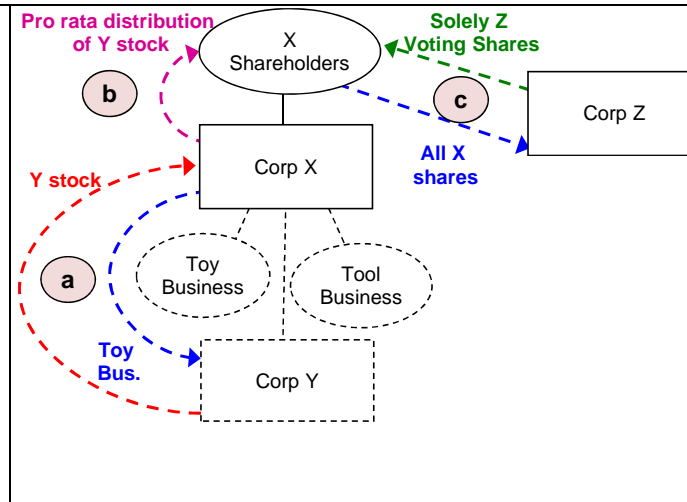 Pro rata distribution
of Y stock
X
Shareholders
Solely Z
Voting Shares
b
c
Corp Z
All X
shares
Y stock
Corp X
a
Toy
Business
Tool
Business
Toy
Bus.
Corp Y